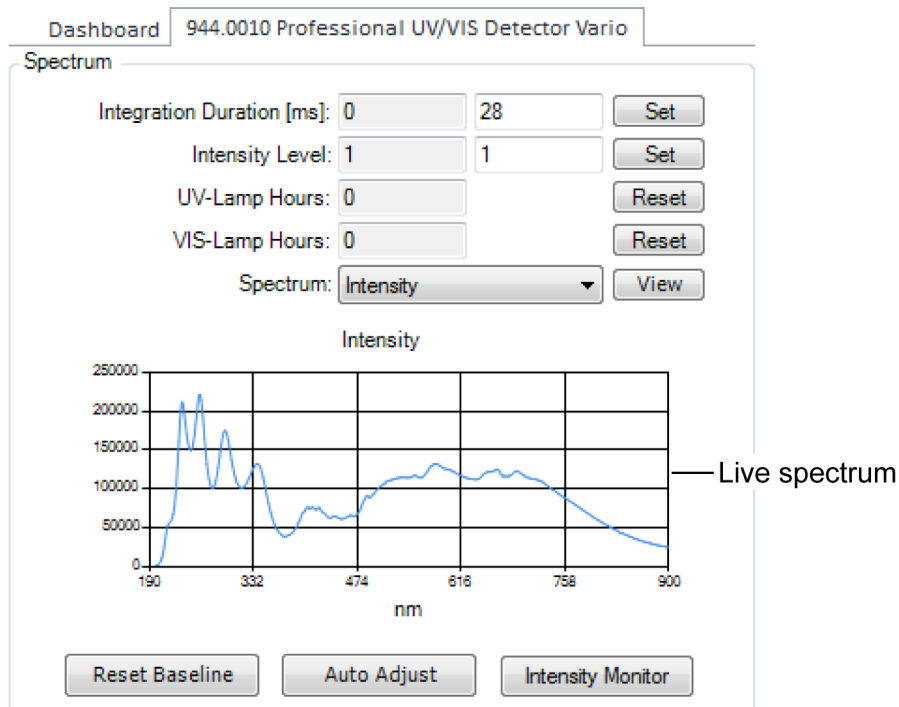 Dashboard 944.0010 Professional UV/VIS Detector Vario
Spectrum
Integration Duration [ms]: 0 28 Set
Intensity Level: 1 1 Set
UV-Lamp Hours: 0 Reset
VIS-Lamp Hours: 0 Reset
Spectrum: Intensity View
Intensity
250000
200000
150000
100000
50000
0
Live spectrum
190 332 474 616 758 900
nm
Reset Baseline Auto Adjust Intensity Monitor